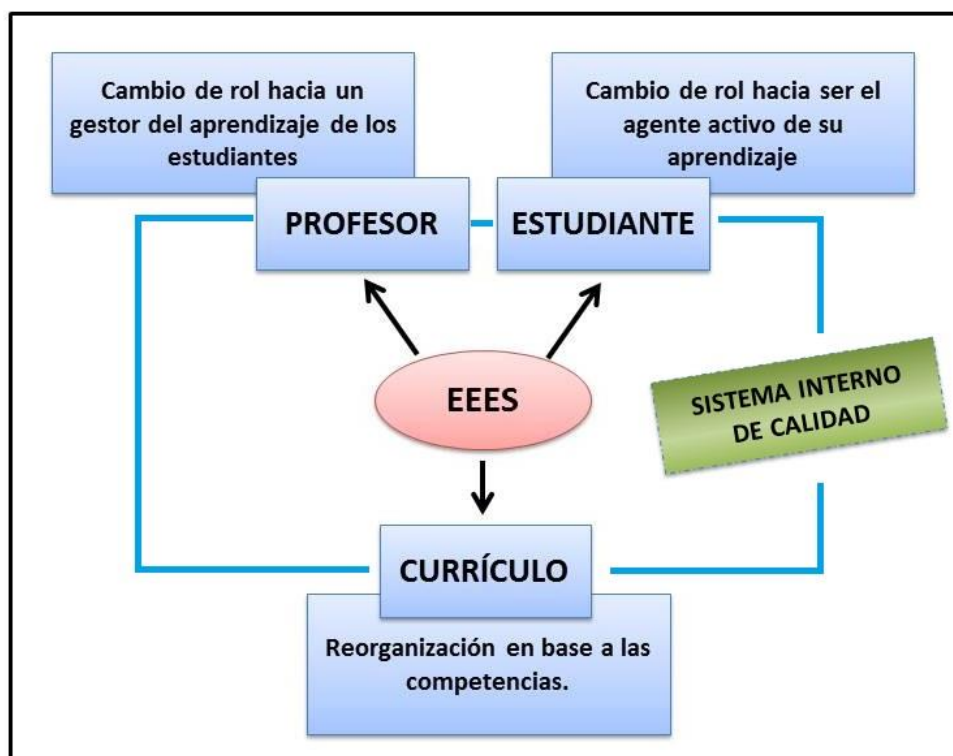 Cambio de rol hacia un
gestor del aprendizaje de los
estudiantes
Cambio de rol hacia ser el
agente activo de su
aprendizaje
PROFESOR
ESTUDIANTE
EEES
SISTEMA INTERNO
DE CALIDAD
CURRÍCULO
Reorganización en base a las
competencias.